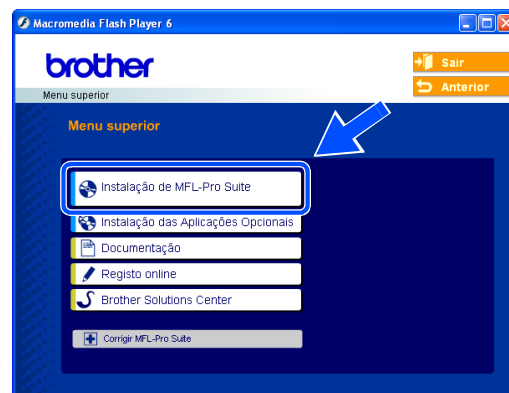 Macromedia Flash Player 6
brother
Sair
Anterior
Menu superior
Menu superior
Instalação de MFL-Pro Suite
Instalação das Aplicações Opcionais
Documentação
Registo online
Brother Solutions Center
Corrigir MFL-Pro Suite